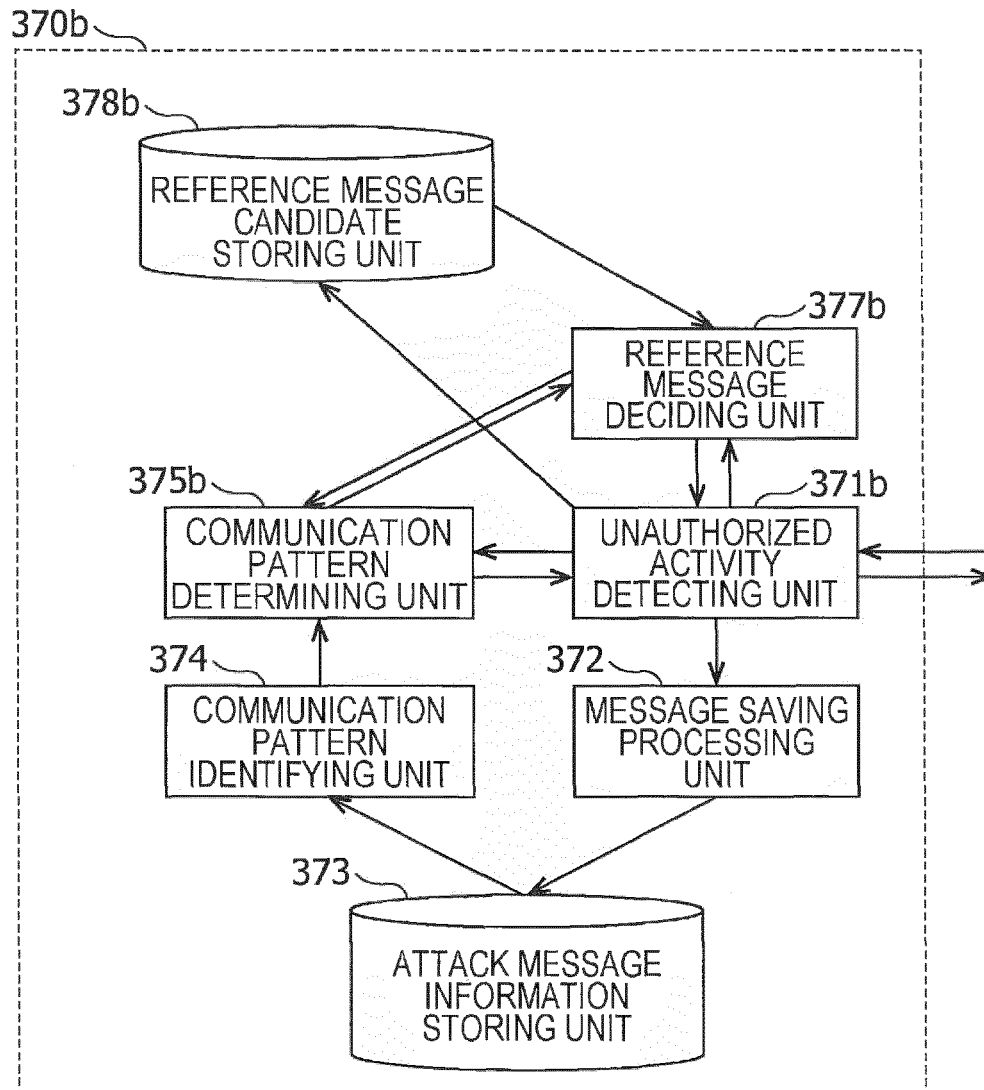 370b
378b
REFERENCE MESSAGE
CANDIDATE
STORING UNIT
377b
REFERENCE
MESSAGE
DECIDING UNIT
375b
COMMUNICATION
PATTERN
DETERMINING UNIT
371b
UNAUTHORIZED
ACTIVITY
DETECTING UNIT
374
COMMUNICATION
PATTERN
IDENTIFYING UNIT
372
MESSAGE SAVING
PROCESSING
UNIT
373
ATTACK MESSAGE
INFORMATION
STORING UNIT